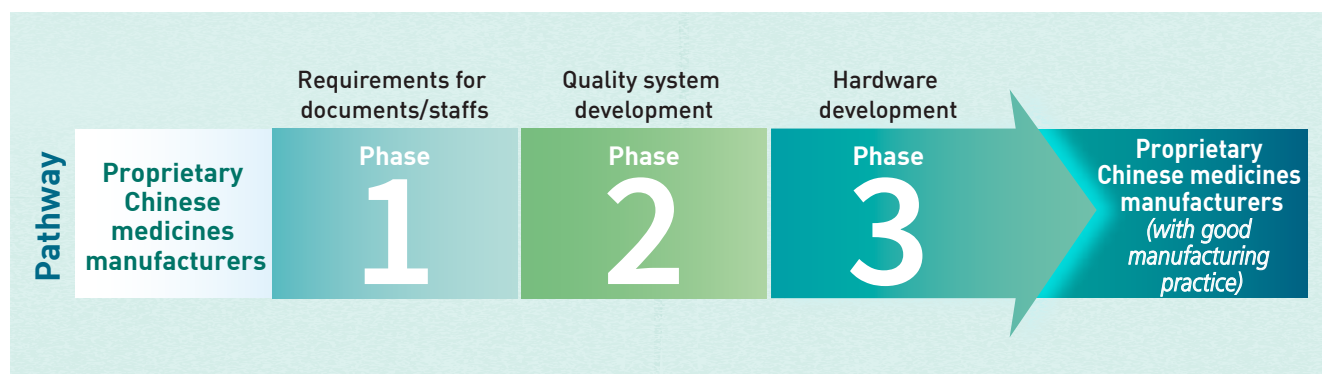 Pathway
Proprietary
Chinese
medicines
manufacturers
Requirements for
documents/staffs
Phase
1
Quality system
development
Phase
2
Hardware
development
Phase
3
Proprietary
Chinese medicines
manufacturers
(with good
manufacturing
practice)